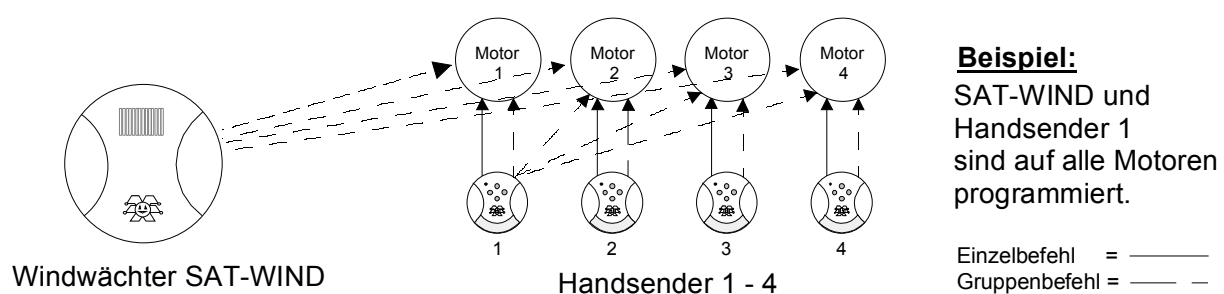 Motor
1
Motor
2
Motor
3
Motor
4
Beispiel:
SAT-WIND und
Handsender 1
sind auf alle Motoren
programmiert.
1
2
3
4
Einzelbefehl =
Gruppenbefehl =
Windwächter SAT-WIND
Handsender 1 - 4